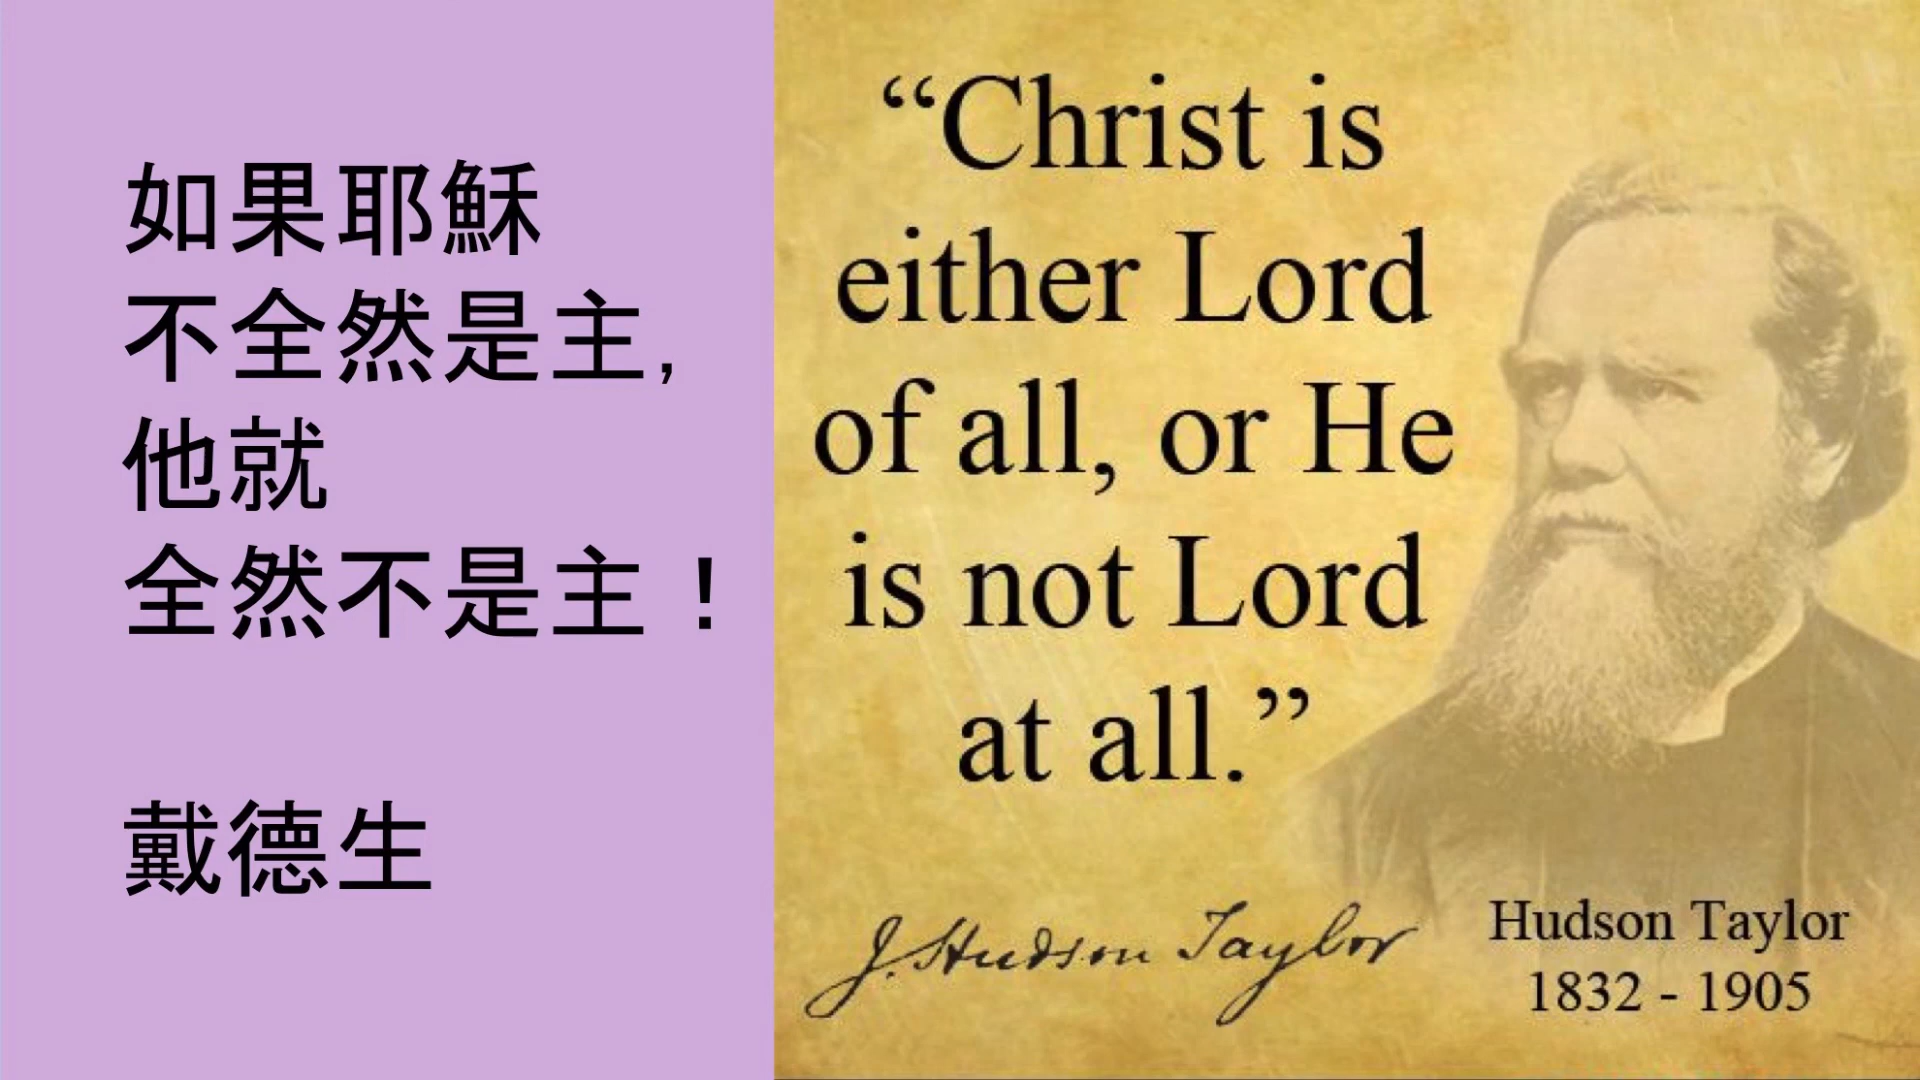 如果耶穌
不全然是主,
他就
全然不是主！
戴德生
“Christ is
either Lord
of all, or He
is not Lord
at all.”
J. Hudson Taylor
Hudson Taylor
1832 - 1905